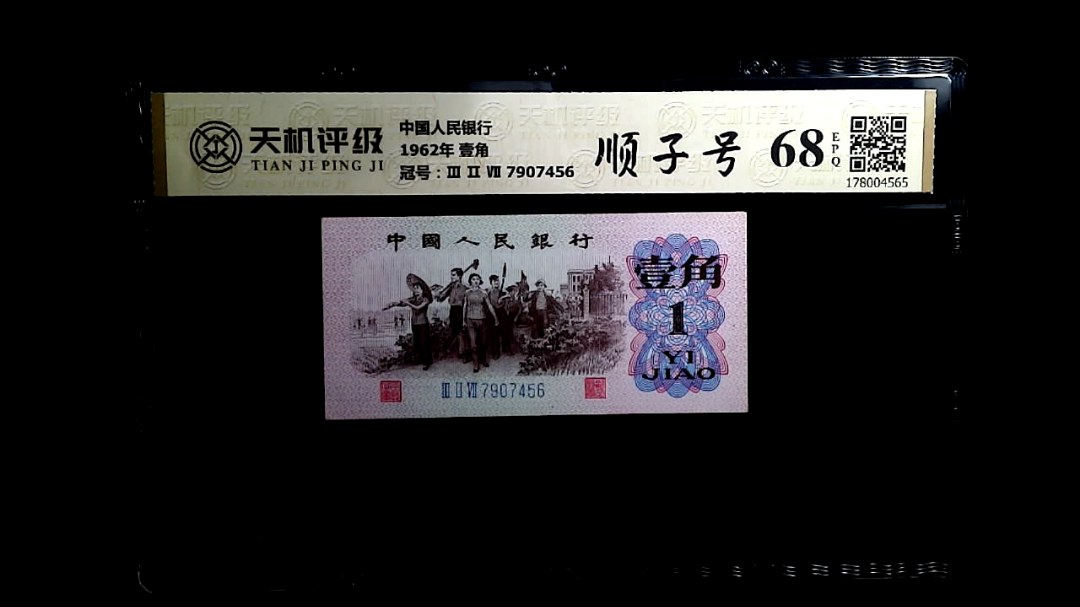 天机评级
TIAN JI PING JI
中国人民银行
1962年 壹角
冠号：Ⅲ Ⅱ Ⅶ 7907456
顺子号
68
EPQ
178004565
中國人民銀行
壹角
1
YI
JIAO
Ⅲ Ⅱ Ⅶ 7907456